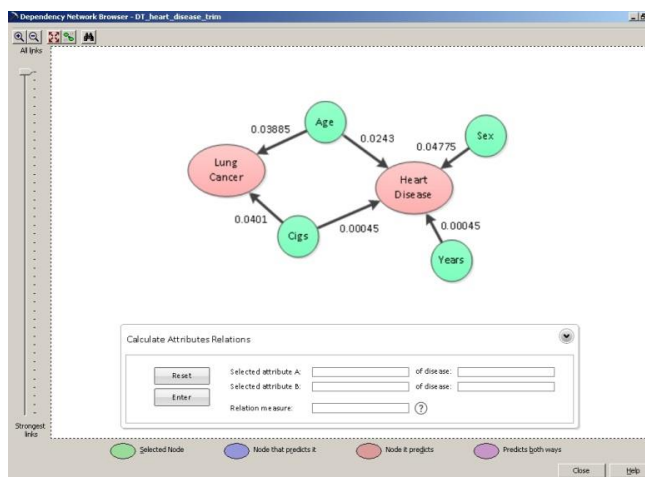 Dependency Network Browser - DT_heart_disease_trim
All links
Age
0.03885
0.0243
Sex
0.04775
Lung
Cancer
Heart
Disease
0.0401
Cigs
0.00045
0.00045
Years
Calculate Attributes Relations
Reset
Selected attribute A:
of disease:
Enter
Selected attribute B:
of disease:
Relation measure:
?
Strongest
links
Selected Node
Node that predicts it
Node it predicts
Predicts both ways
Close
Help